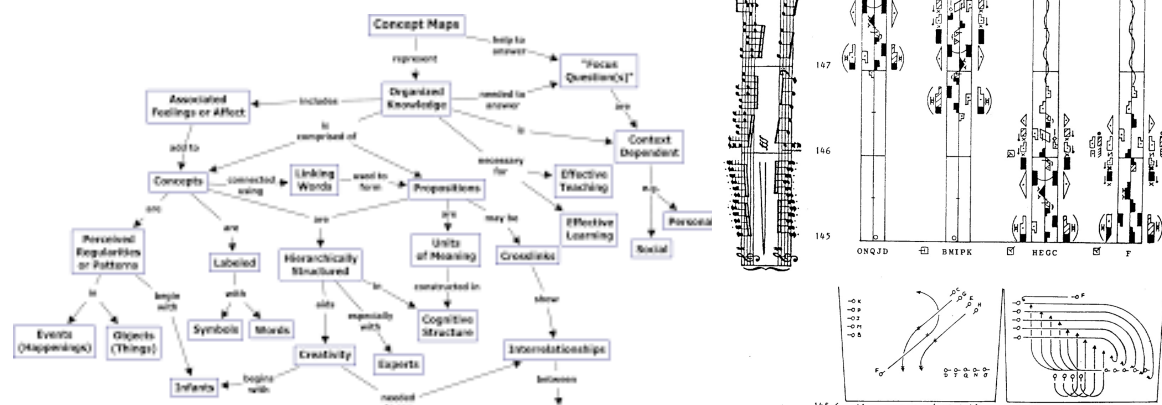 Concept Maps
help to
answer
represent
"Focus
Question(s)"
Organized
Knowledge
needed to
answer
Associated
Feelings or Affect
includes
are
is
comprised of
is
Context
Dependent
add to
necessary
for
Concepts
connected
using
Linking
Words
used to
form
Propositions
Effective
Teaching
e.g.
Personal
are
are
are
are
may be
Effective
Learning
Social
Perceived
Regularities
or Patterns
Labeled
Hierarchically
Structured
Units
of Meaning
Crosslinks
in
begin
with
with
aids
especially
with
in
constructed in
show
Events
(Happenings)
Objects
(Things)
Symbols
Words
Cognitive
Structure
Creativity
Experts
Interrelationships
Infants
begins
with
needed
between
147
146
145
ONQJD
BMIPK
HEGC
F